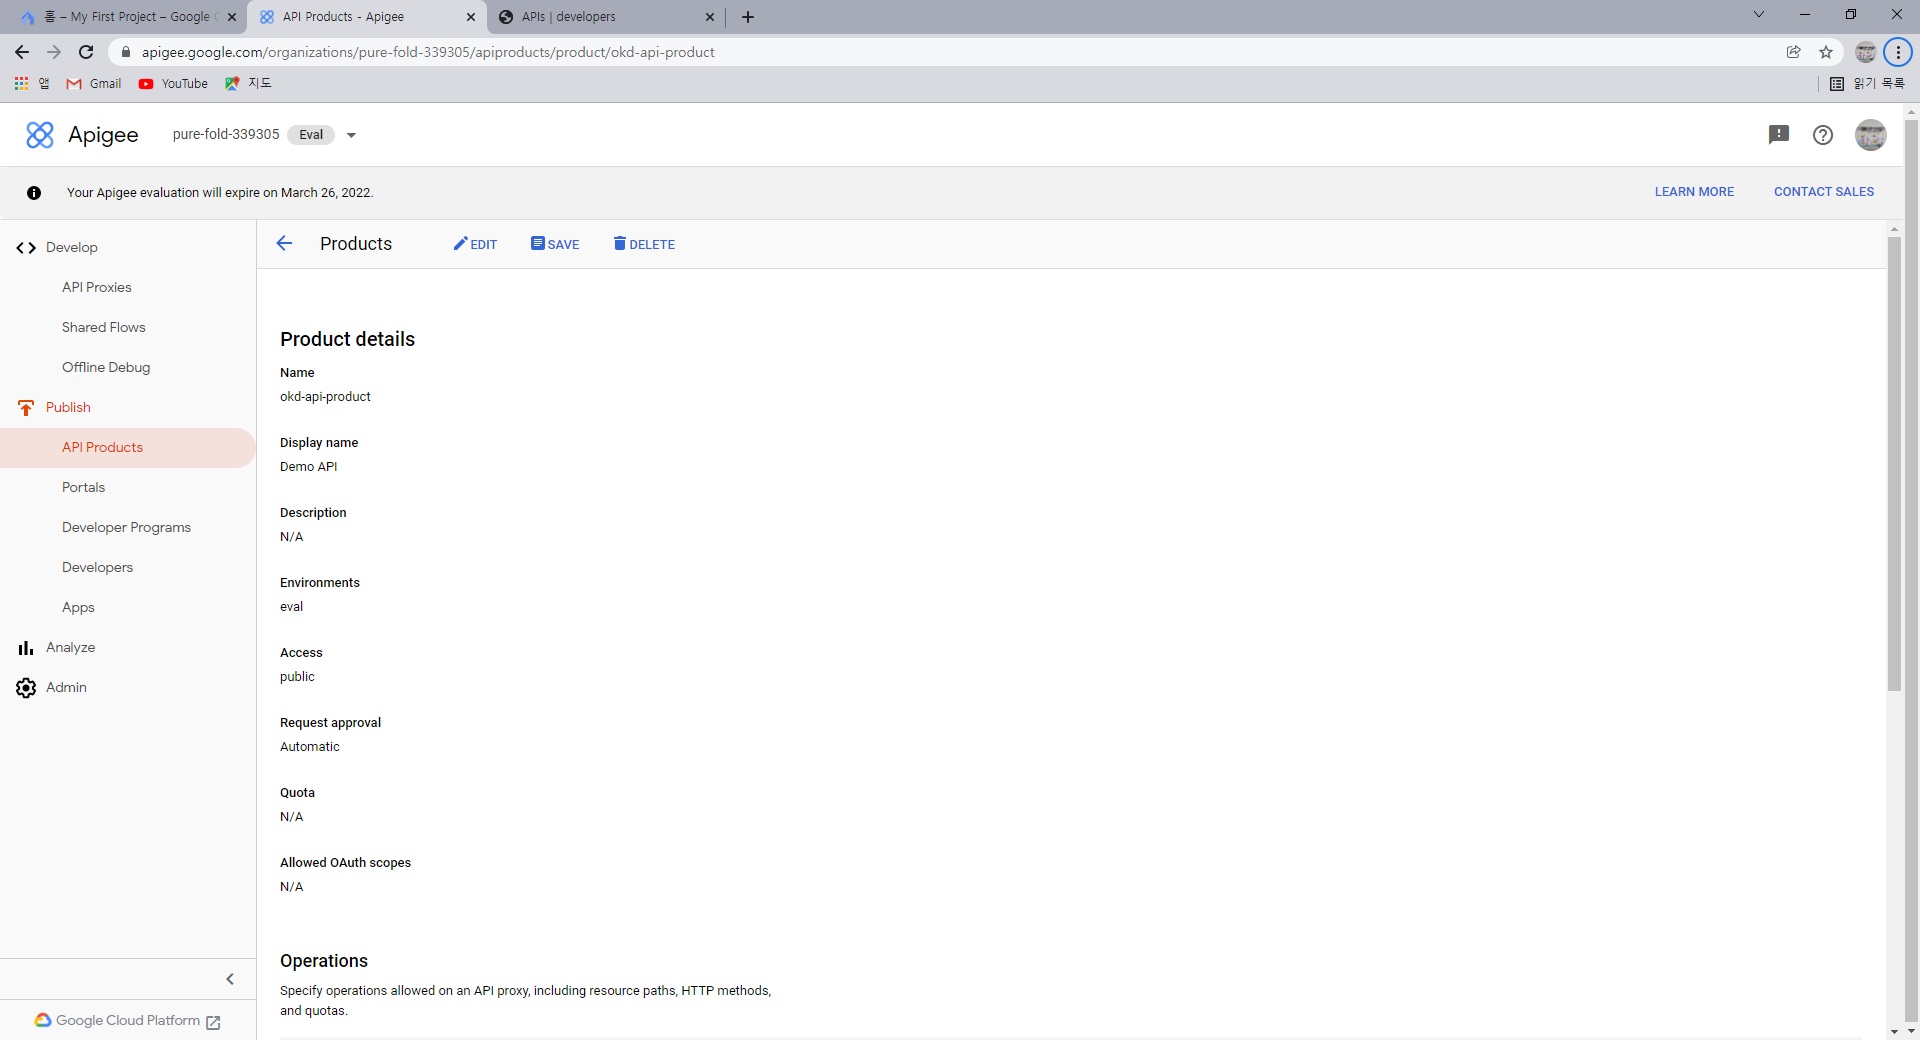 홈 – My First Project – Google C
API Products - Apigee
APIs | developers
apigee.google.com/organizations/pure-fold-339305/apiproducts/product/okd-api-product
앱
Gmail
YouTube
지도
읽기 목록
Apigee
pure-fold-339305
Eval
Your Apigee evaluation will expire on March 26, 2022.
LEARN MORE
CONTACT SALES
Develop
API Proxies
Shared Flows
Offline Debug
Publish
API Products
Portals
Developer Programs
Developers
Apps
Analyze
Admin
Google Cloud Platform
Products
EDIT
SAVE
DELETE
Product details
Name
okd-api-product
Display name
Demo API
Description
N/A
Environments
eval
Access
public
Request approval
Automatic
Quota
N/A
Allowed OAuth scopes
N/A
Operations
Specify operations allowed on an API proxy, including resource paths, HTTP methods,
and quotas.